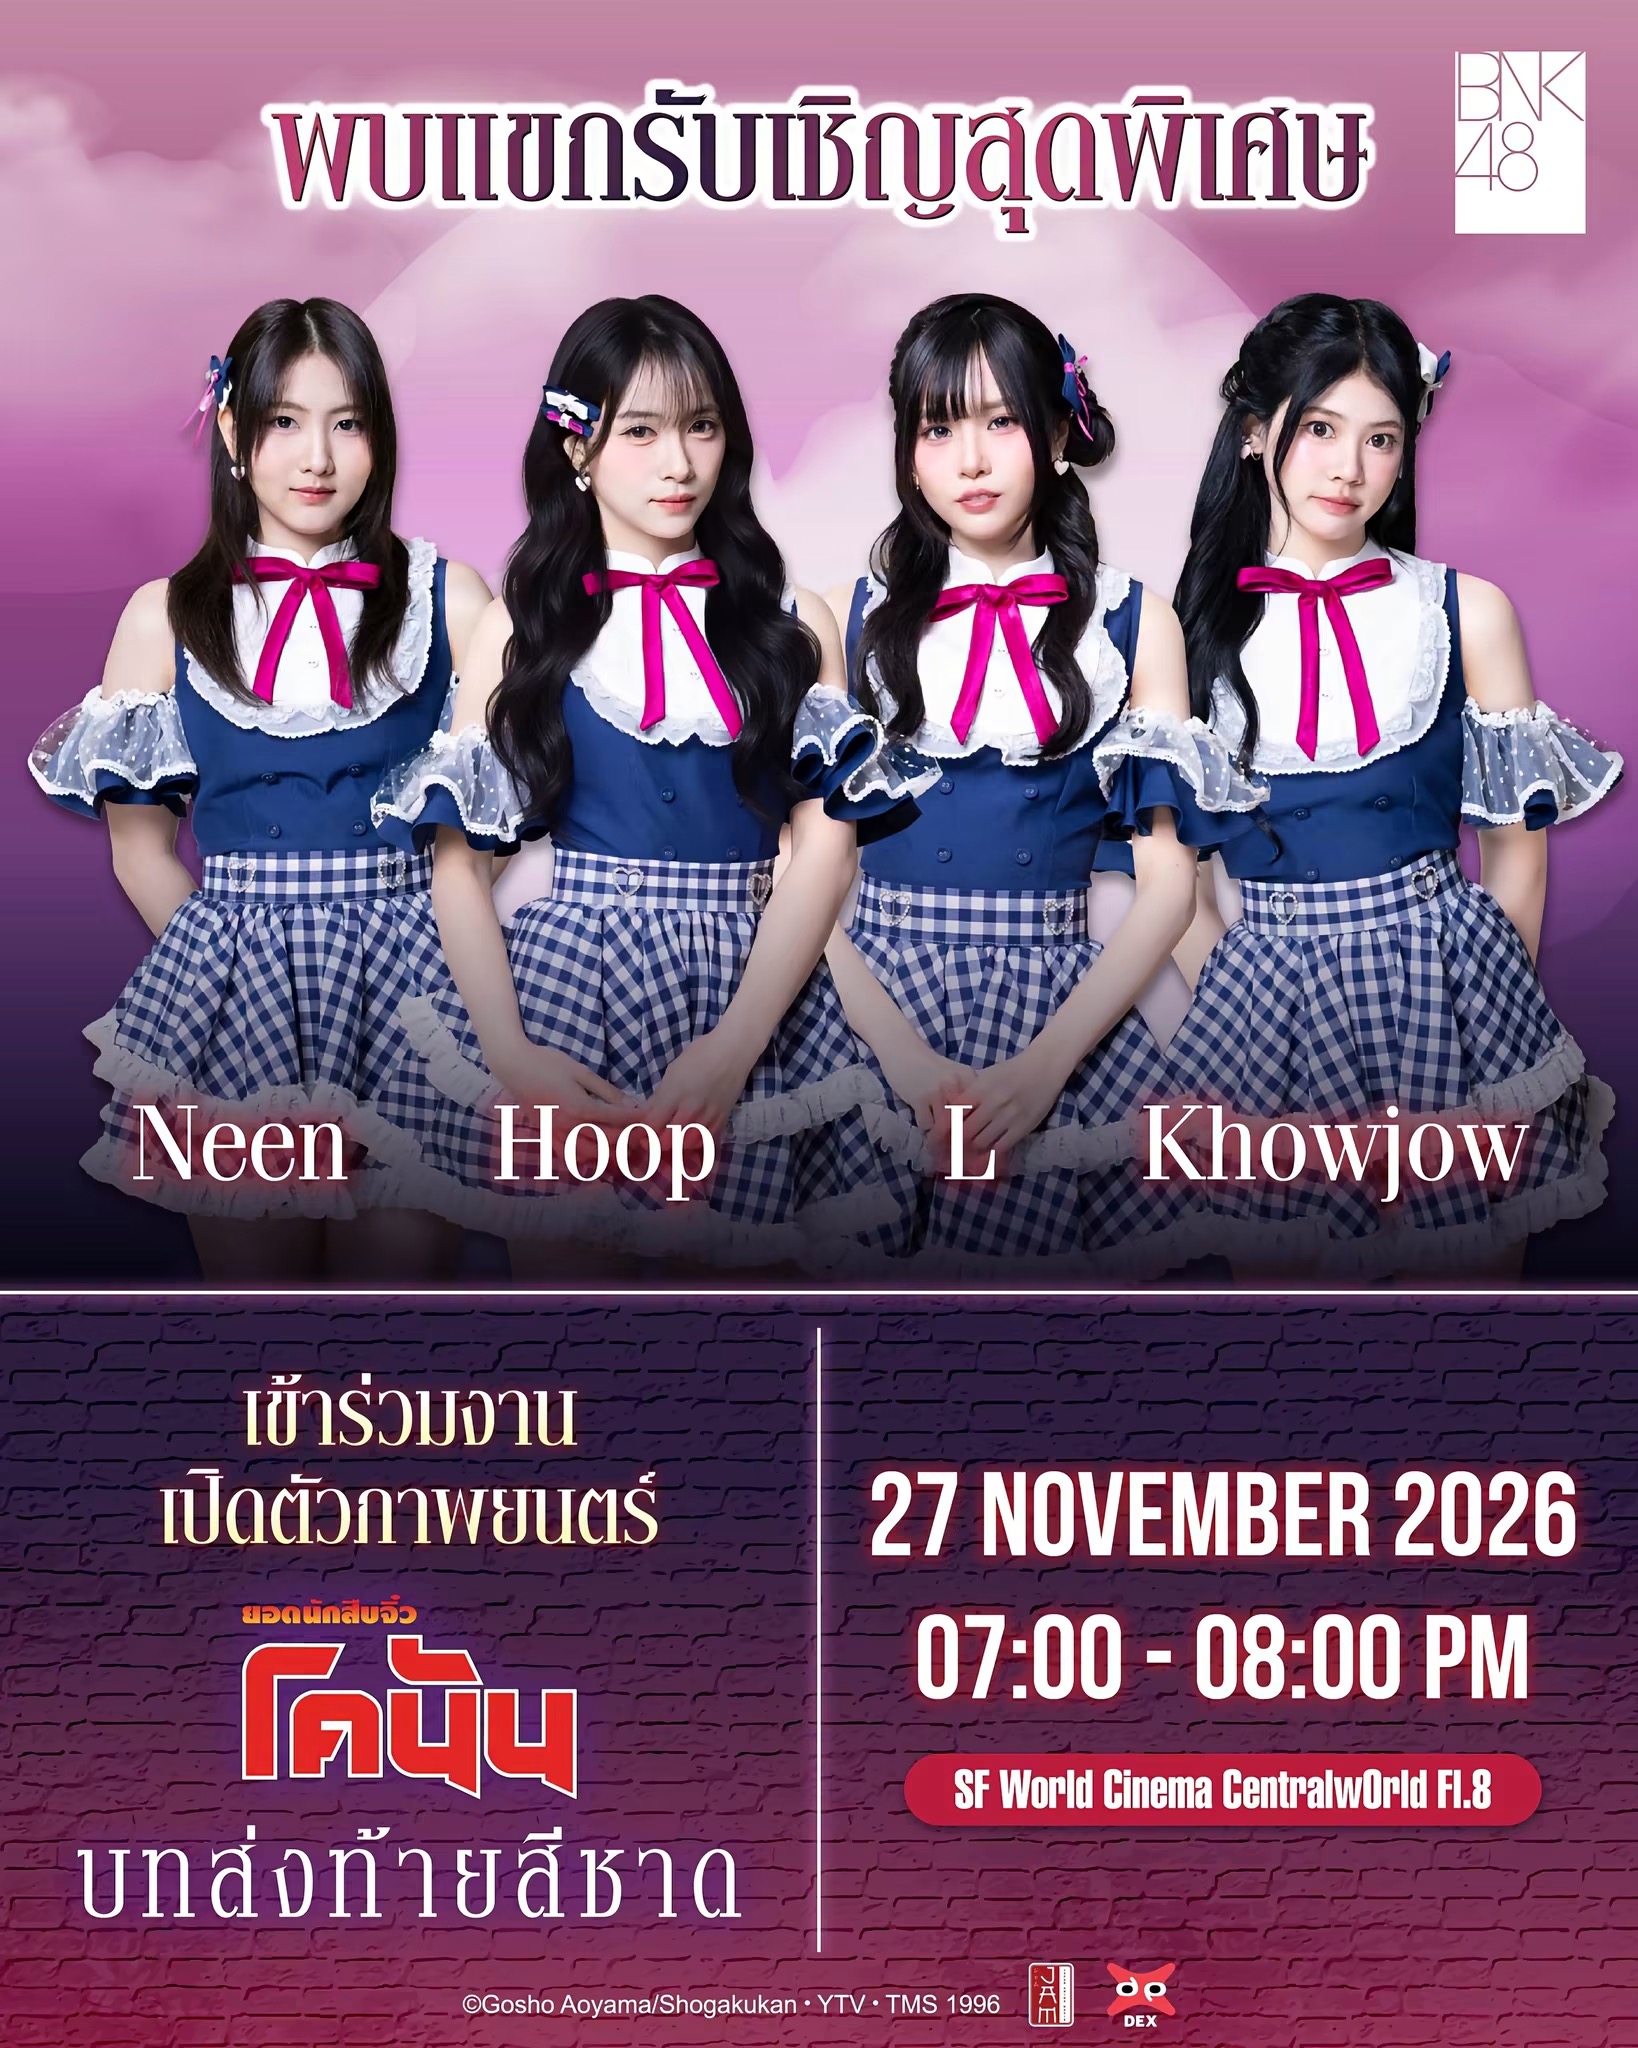 พบแขกรับเชิญสุดพิเศษ
BNK
48
Neen
Hoop
L
Khowjow
เข้าร่วมงาน
เปิดตัวภาพยนตร์
ยอดนักสืบจิ๋ว
โคนัน
บทส่งท้ายสีชาด
27 NOVEMBER 2026
07:00 - 08:00 PM
SF World Cinema Centralw0rld Fl.8
©Gosho Aoyama/Shogakukan • YTV • TMS 1996
JAM
DEX